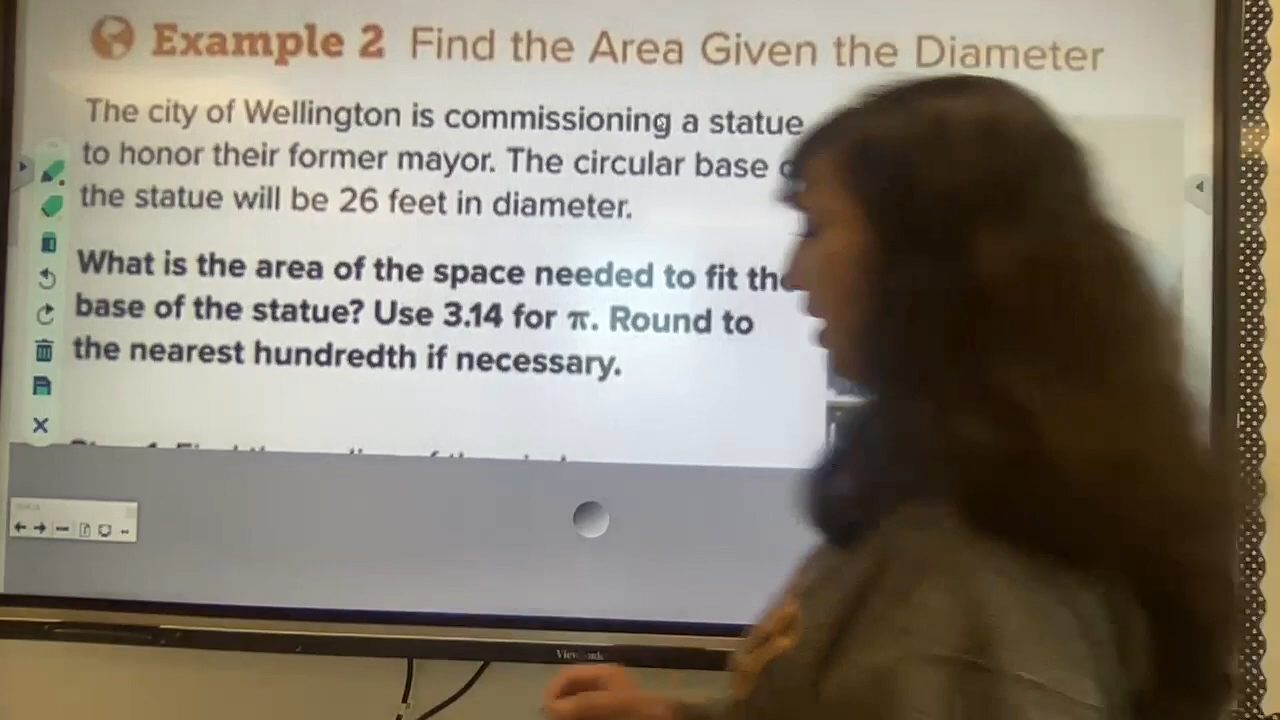 Example 2 Find the Area Given the Diameter
The city of Wellington is commissioning a statue
to honor their former mayor. The circular base
the statue will be 26 feet in diameter.
What is the area of the space needed to fit the
base of the statue? Use 3.14 for π. Round to
the nearest hundredth if necessary.